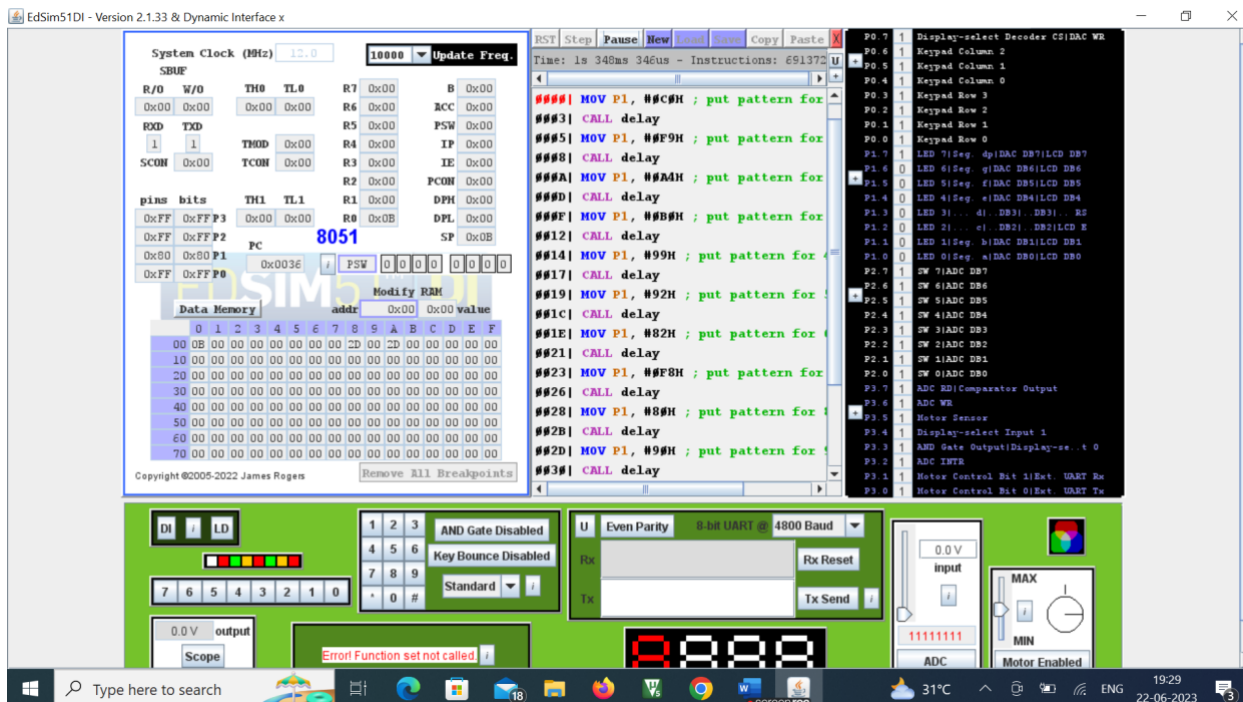 EdSim51DI - Version 2.1.33 & Dynamic Interface x
System Clock (MHz) 12.0 10000 Update Freq.
SBUF
R/O W/O TH0 TL0 R7 0x00 B 0x00
0x00 0x00 0x00 0x00 R6 0x00 ACC 0x00
RXD TXD R5 0x00 PSW 0x00
1 1 TMOD 0x00 R4 0x00 IP 0x00
SCON 0x00 TCON 0x00 R3 0x00 IE 0x00
R2 0x00 PCON 0x00
pins bits TH1 TL1 R1 0x00 DPH 0x00
0xFF 0xFF P3 0x00 0x00 R0 0x0B DPL 0x00
0xFF 0xFF P2 8051 SP 0x0B
0x80 0x80 P1 PC
0xFF 0xFF P0 0x0036 i PSW 0 0 0 0 0 0 0 0
Modify RAM
Data Memory addr 0x00 0x00 value
0 1 2 3 4 5 6 7 8 9 A B C D E F
00 0B 00 00 00 00 00 00 00 2D 00 2D 00 00 00 00 00
10 00 00 00 00 00 00 00 00 00 00 00 00 00 00 00 00
20 00 00 00 00 00 00 00 00 00 00 00 00 00 00 00 00
30 00 00 00 00 00 00 00 00 00 00 00 00 00 00 00 00
40 00 00 00 00 00 00 00 00 00 00 00 00 00 00 00 00
50 00 00 00 00 00 00 00 00 00 00 00 00 00 00 00 00
60 00 00 00 00 00 00 00 00 00 00 00 00 00 00 00 00
70 00 00 00 00 00 00 00 00 00 00 00 00 00 00 00 00
Copyright ©2005-2022 James Rogers Remove All Breakpoints
RST Step Pause New Load Save Copy Paste X
Time: 1s 348ms 346us - Instructions: 691372 U
0000| MOV P1, #0C0H ; put pattern for
0003| CALL delay
0005| MOV P1, #0F9H ; put pattern for
0008| CALL delay
000A| MOV P1, #0A4H ; put pattern for
000D| CALL delay
000F| MOV P1, #0B0H ; put pattern for
0012| CALL delay
0014| MOV P1, #99H ; put pattern for
0017| CALL delay
0019| MOV P1, #92H ; put pattern for
001C| CALL delay
001E| MOV P1, #82H ; put pattern for
0021| CALL delay
0023| MOV P1, #0F8H ; put pattern for
0026| CALL delay
0028| MOV P1, #80H ; put pattern for
002B| CALL delay
002D| MOV P1, #90H ; put pattern for
0030| CALL delay
P0.7 1 Display-select Decoder CS|DAC WR
P0.6 1 Keypad Column 2
P0.5 1 Keypad Column 1
P0.4 1 Keypad Column 0
P0.3 1 Keypad Row 3
P0.2 1 Keypad Row 2
P0.1 1 Keypad Row 1
P0.0 1 Keypad Row 0
P1.7 1 LED 7|Seg. dp|DAC DB7|LCD DB7
P1.6 0 LED 6|Seg. g|DAC DB6|LCD DB6
P1.5 0 LED 5|Seg. f|DAC DB5|LCD DB5
P1.4 0 LED 4|Seg. e|DAC DB4|LCD DB4
P1.3 0 LED 3|... d|..DB3|..DB3|.. RS
P1.2 0 LED 2|... c|..DB2|..DB2|LCD E
P1.1 0 LED 1|Seg. b|DAC DB1|LCD DB1
P1.0 0 LED 0|Seg. a|DAC DB0|LCD DB0
P2.7 1 SW 7|ADC DB7
P2.6 1 SW 6|ADC DB6
P2.5 1 SW 5|ADC DB5
P2.4 1 SW 4|ADC DB4
P2.3 1 SW 3|ADC DB3
P2.2 1 SW 2|ADC DB2
P2.1 1 SW 1|ADC DB1
P2.0 1 SW 0|ADC DB0
P3.7 1 ADC RD|Comparator Output
P3.6 1 ADC WR
P3.5 1 Motor Sensor
P3.4 1 Display-select Input 1
P3.3 1 AND Gate Output|Display-se..t 0
P3.2 1 ADC INTR
P3.1 1 Motor Control Bit 1|Ext. UART Rx
P3.0 1 Motor Control Bit 0|Ext. UART Tx
DI i LD
7 6 5 4 3 2 1 0
1 2 3
4 5 6
7 8 9
* 0 #
AND Gate Disabled
Key Bounce Disabled
Standard i
U Even Parity 8-bit UART @ 4800 Baud
Rx Rx Reset
Tx Tx Send i
0.0 V
input
i
11111111
ADC
MAX
i
MIN
Motor Enabled
0.0 V output
Scope
Error! Function set not called. i
Type here to search
18
31°C ENG 19:29
22-06-2023 3